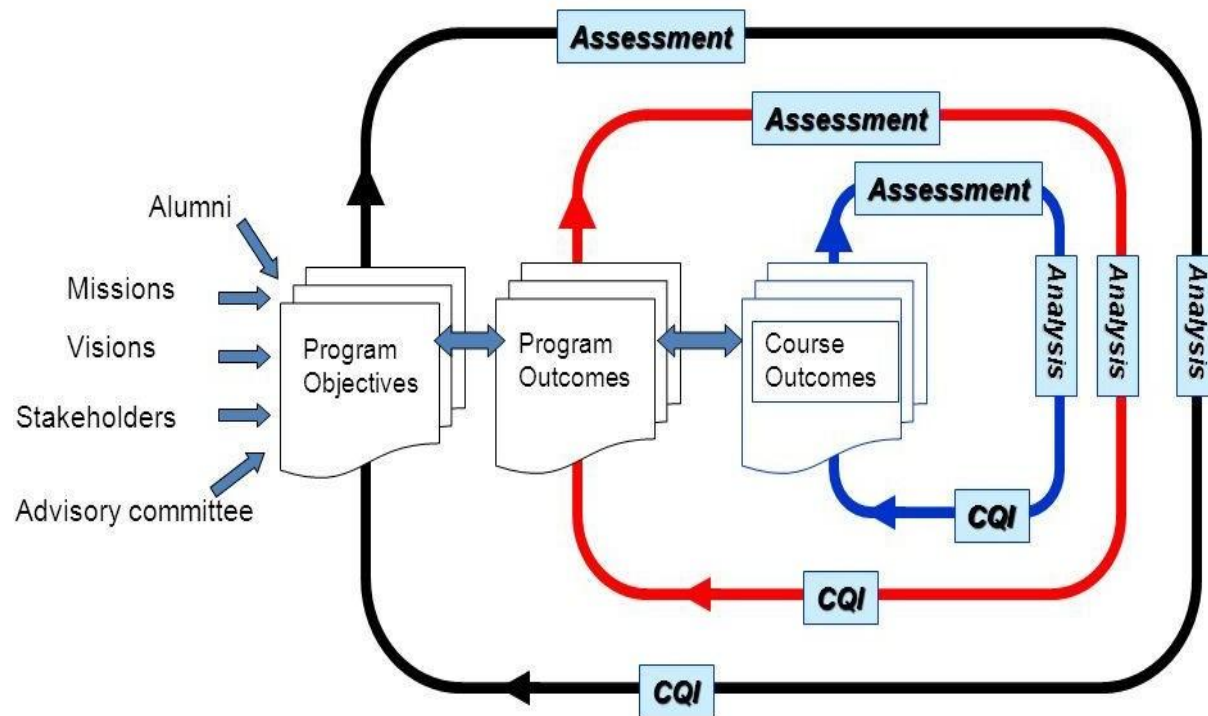 Assessment
Assessment
Assessment
Alumni
Missions
Visions
Stakeholders
Advisory committee
Program
Objectives
Program
Outcomes
Course
Outcomes
Analysis
Analysis
Analysis
CQI
CQI
CQI